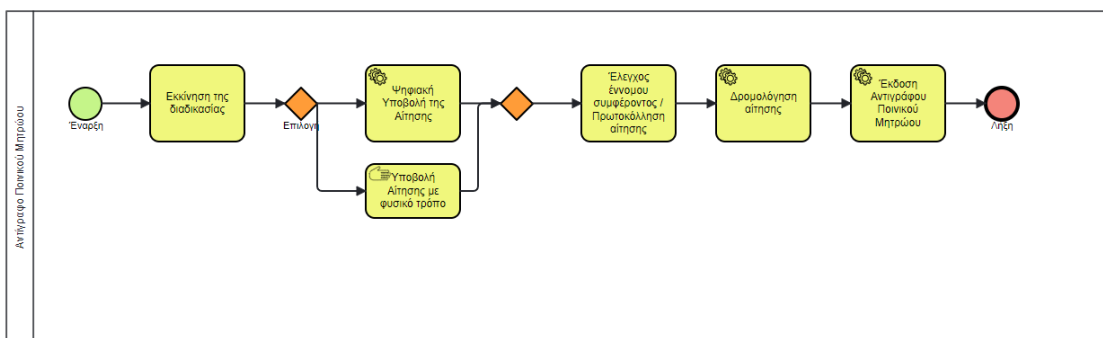 Αντίγραφο Ποινικού Μητρώου
Έναρξη
Εκκίνηση της
διαδικασίας
Επιλογή
Ψηφιακή
Υποβολή της
Αίτησης
Υποβολή
Αίτησης με
φυσικό τρόπο
Έλεγχος
έννομου
συμφέροντος /
Πρωτοκόλληση
αίτησης
Δρομολόγηση
αίτησης
Έκδοση
Αντιγράφου
Ποινικού
Μητρώου
Λήξη